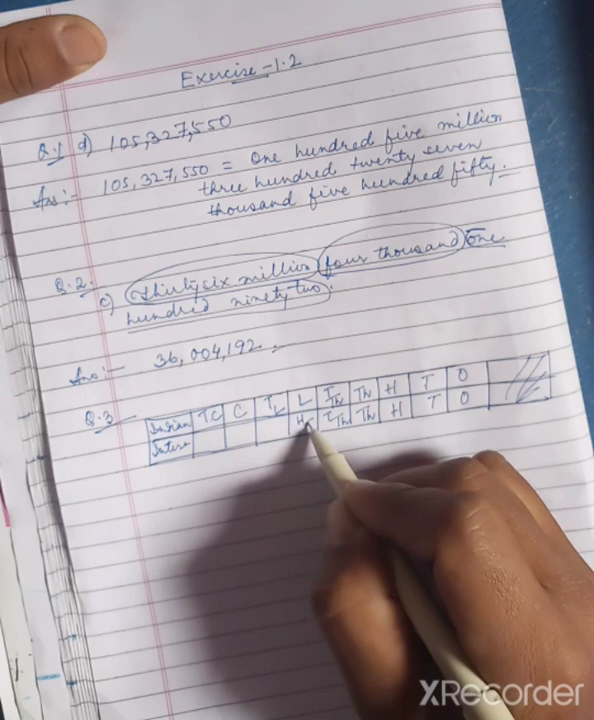 Exercise - 1.2
Q.1 d) 105,327,550
Ans:- 105,327,550 = One hundred five million
three hundred twenty seven
thousand five hundred fifty.
Q.2. c) thirty six million four thousand One
hundred ninety two.
Ans:- 36,004,192.
Q.3
Indian TC C TL L TTh Th H T O
Intern H TTh Th H T O
XRecorder